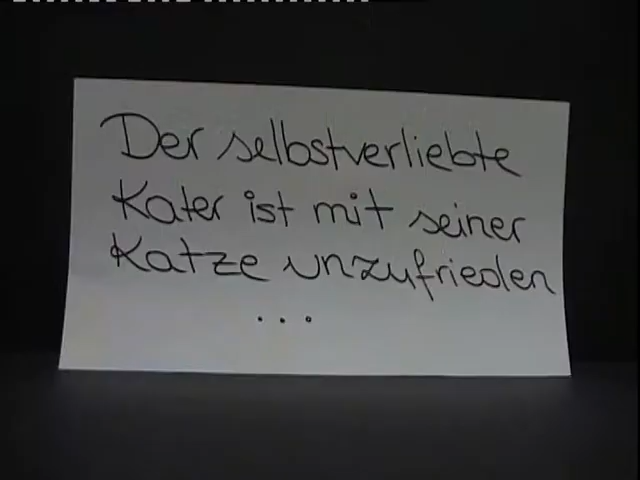 Der selbstverliebte
Kater ist mit seiner
Katze unzufrieden
...